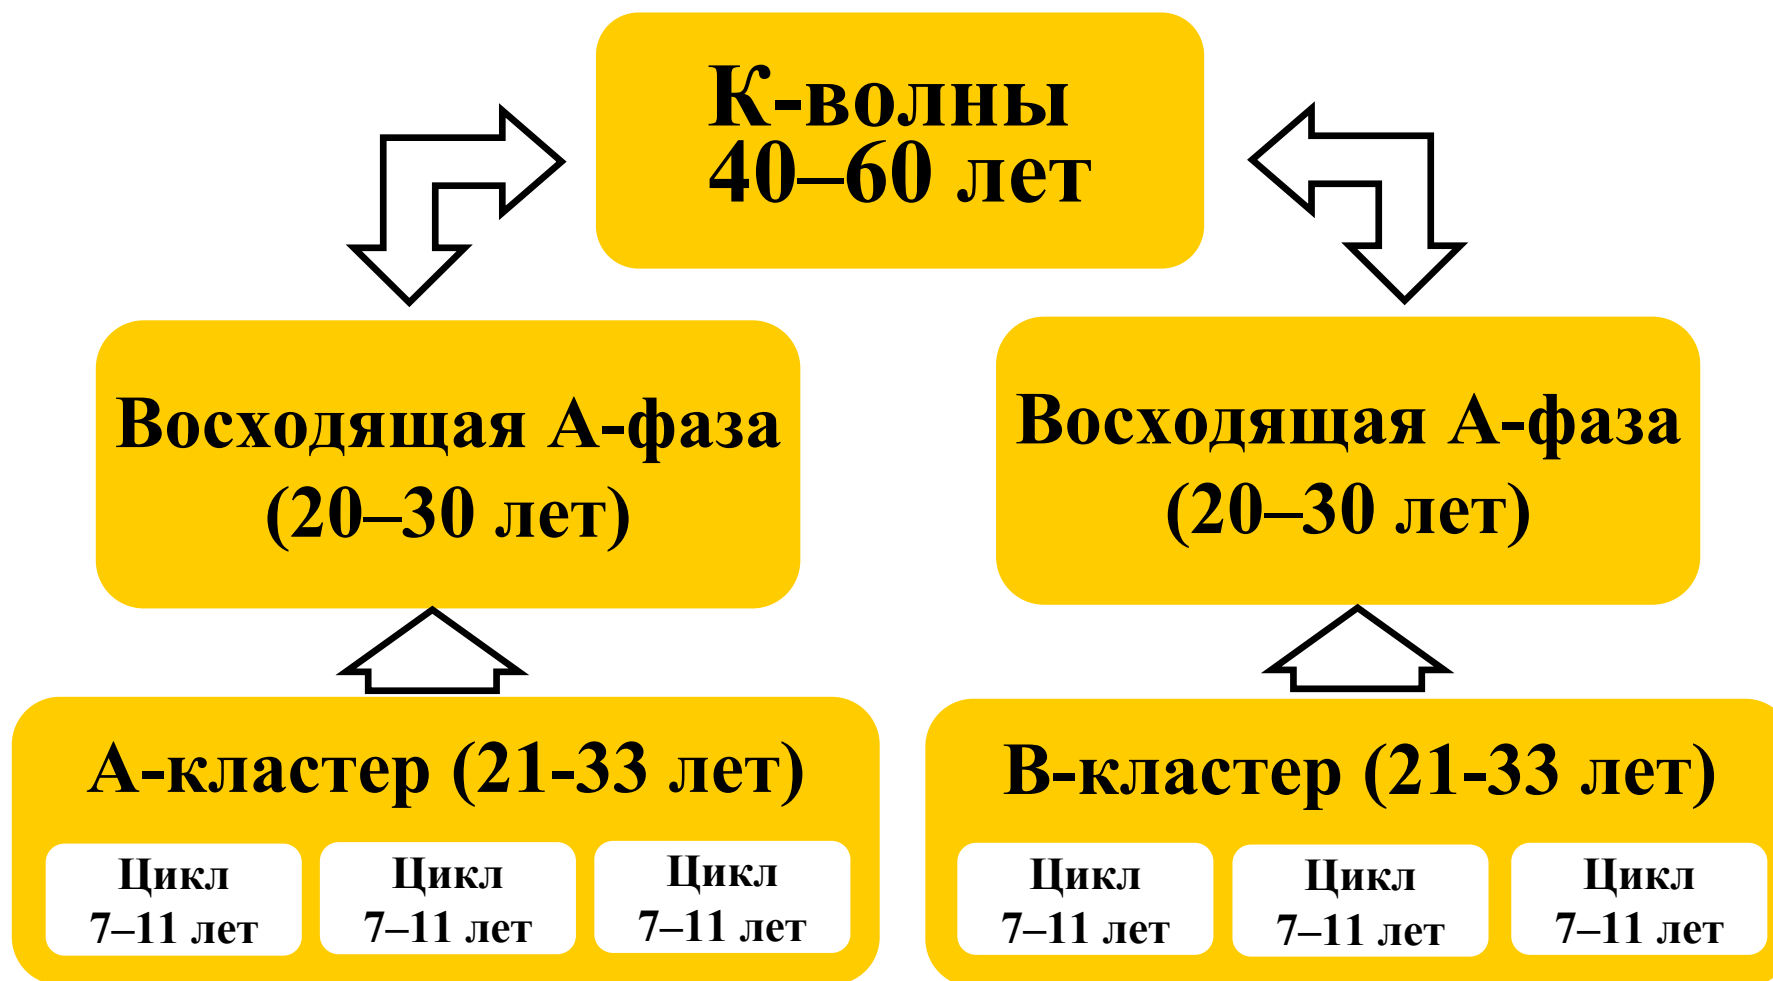 К-волны
40–60 лет
Восходящая А-фаза
(20–30 лет)
Восходящая А-фаза
(20–30 лет)
А-кластер (21-33 лет)
Цикл
7–11 лет
Цикл
7–11 лет
Цикл
7–11 лет
В-кластер (21-33 лет)
Цикл
7–11 лет
Цикл
7–11 лет
Цикл
7–11 лет